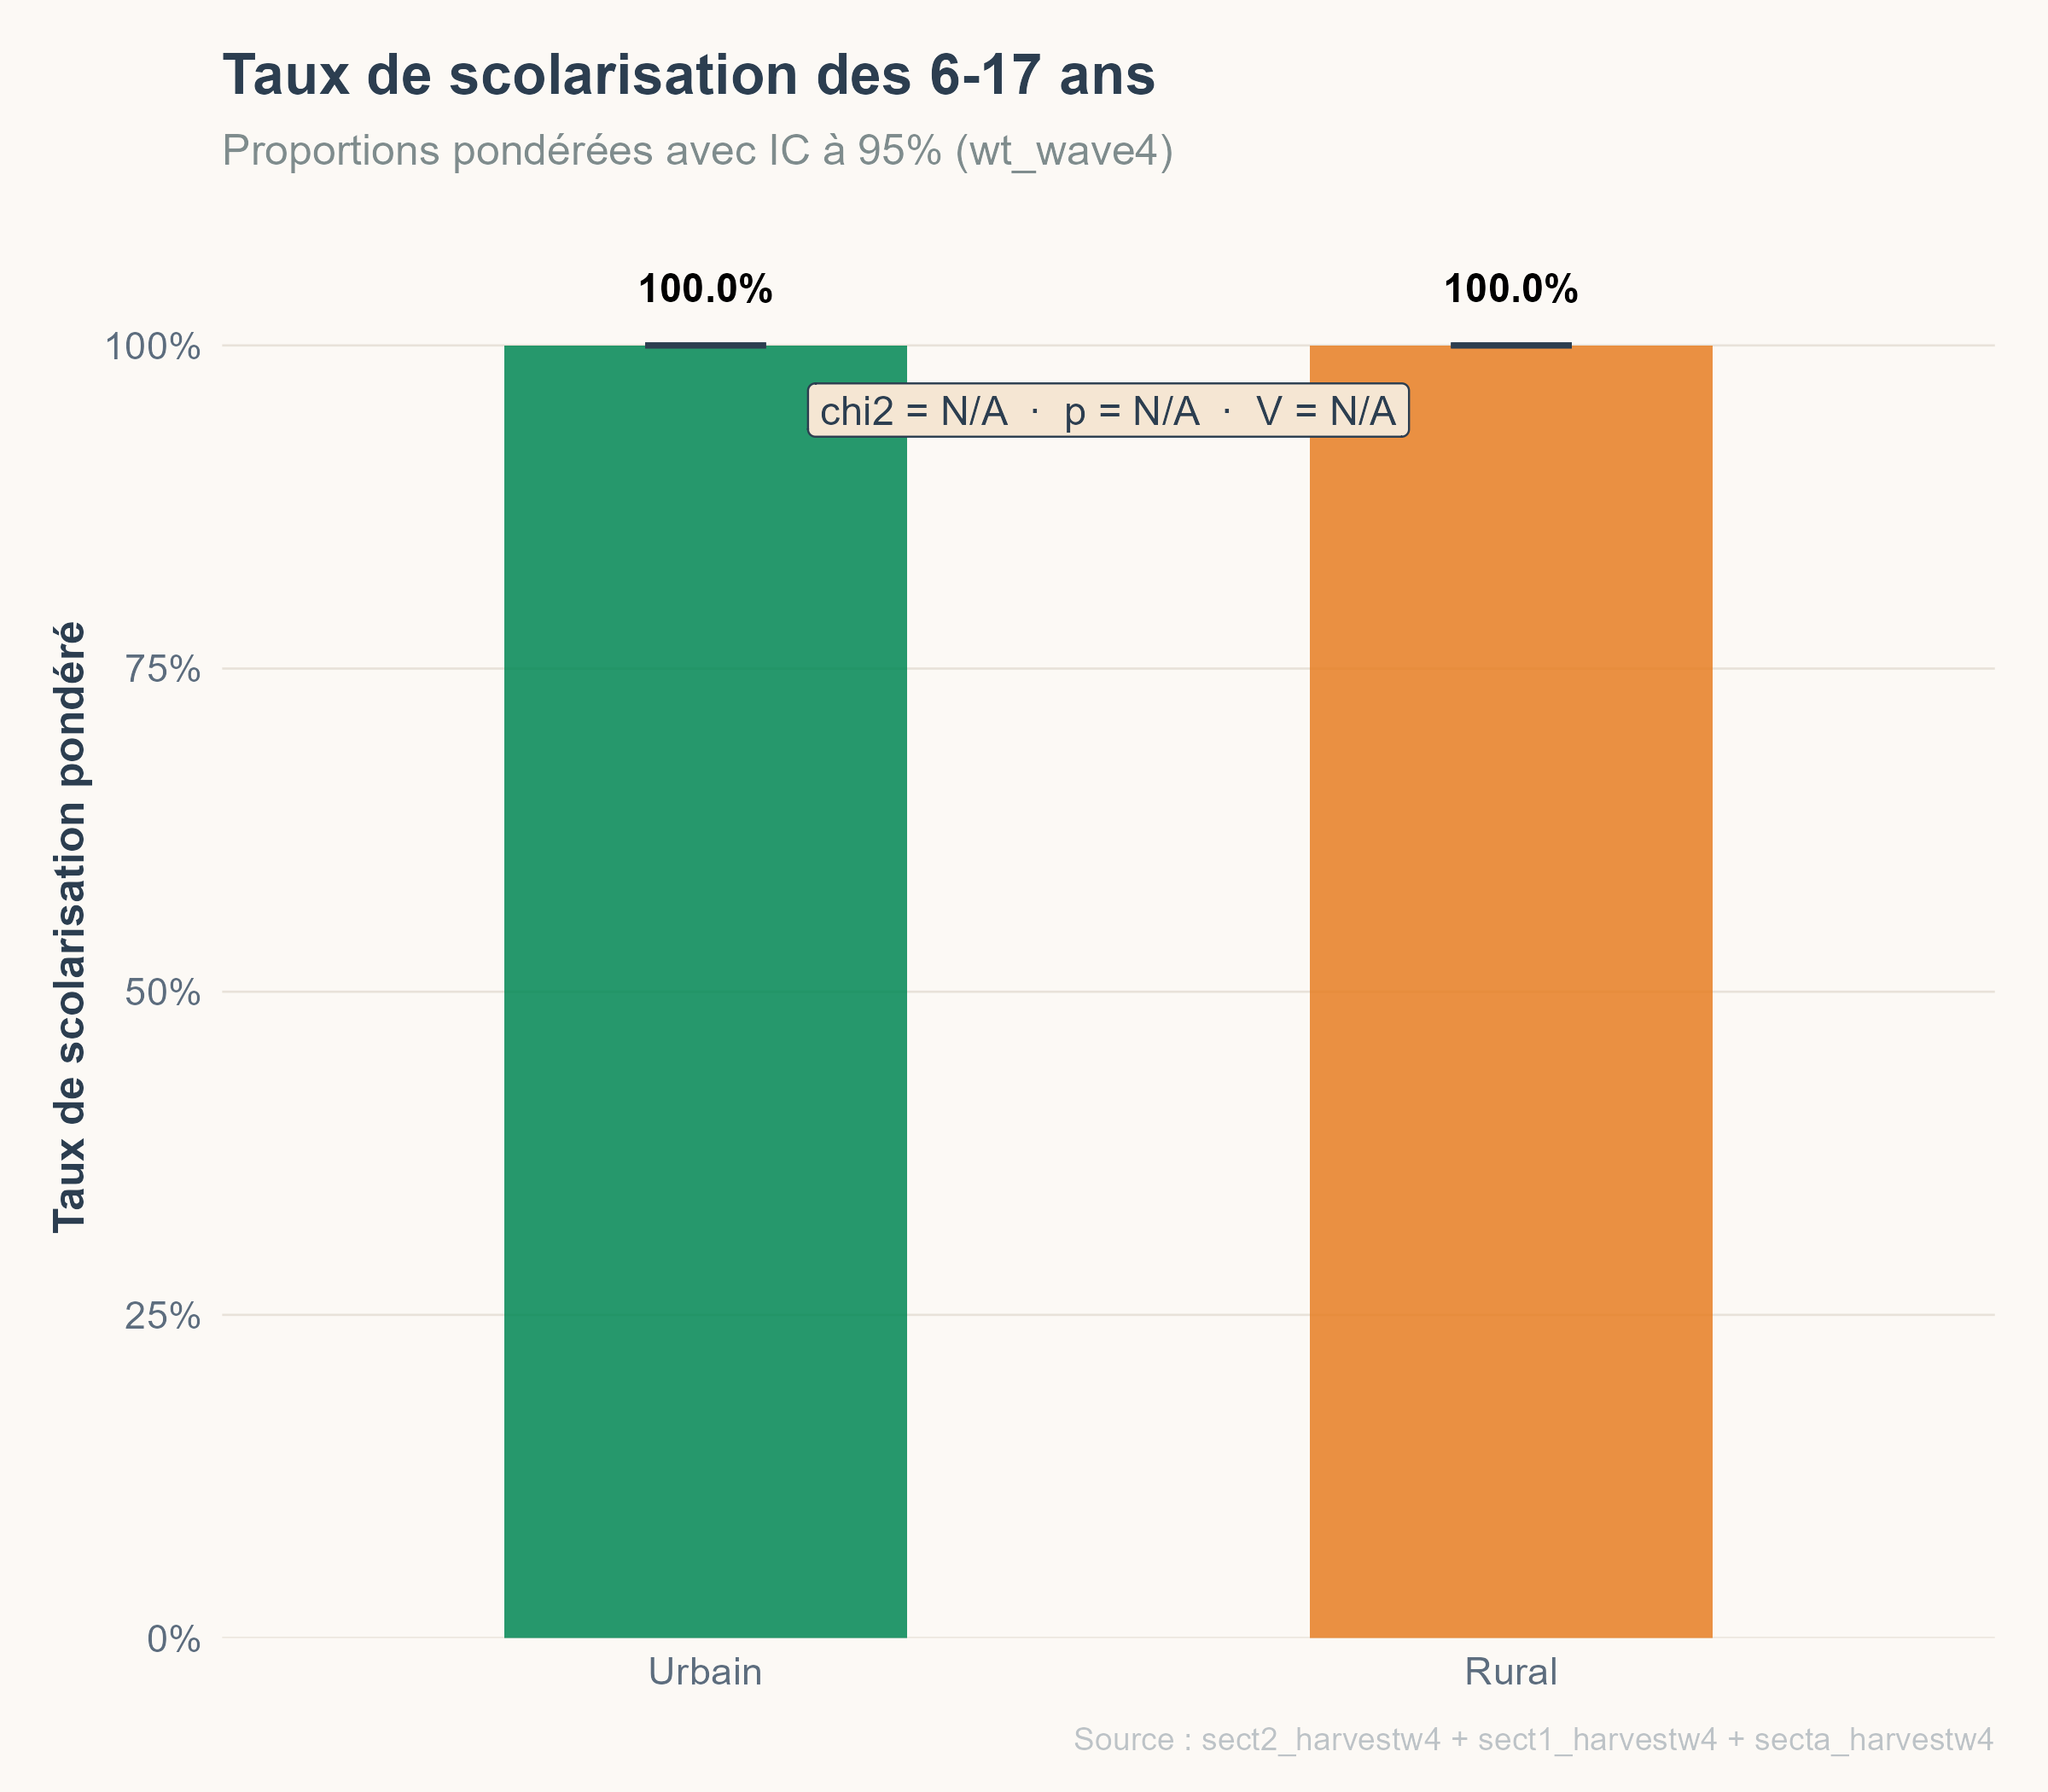 Taux de scolarisation des 6-17 ans
Proportions pondérées avec IC à 95% (wt_wave4)
100.0%
100.0%
chi2 = N/A · p = N/A · V = N/A
Taux de scolarisation pondéré
100%
75%
50%
25%
0%
Urbain
Rural
Source : sect2_harvestw4 + sect1_harvestw4 + secta_harvestw4